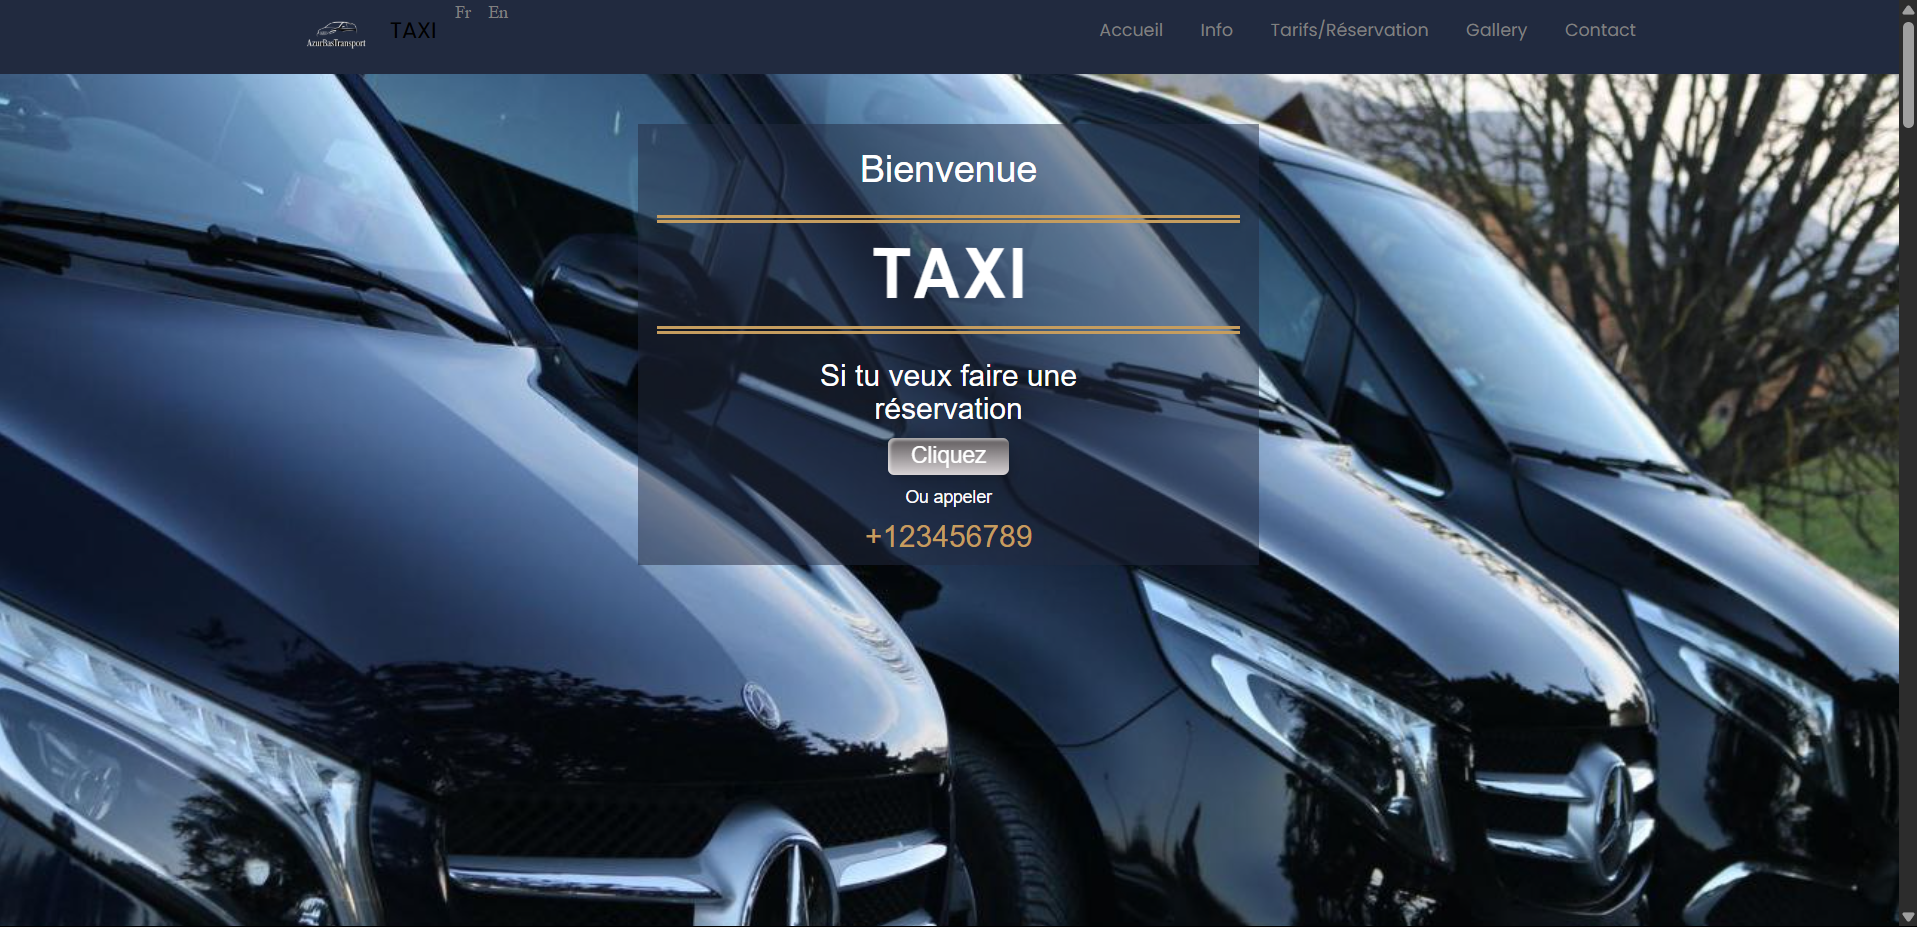 AzurBasTransport
TAXI
Fr En
Accueil Info Tarifs/Réservation Gallery Contact
Bienvenue
TAXI
Si tu veux faire une
réservation
Cliquez
Ou appeler
+123456789